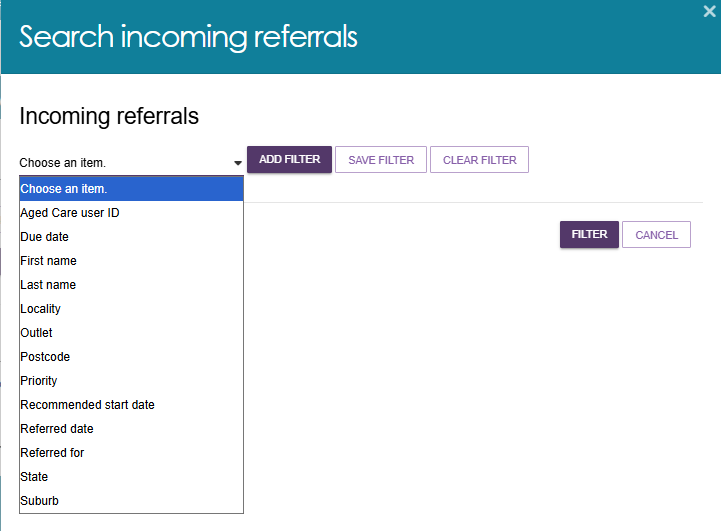 Search incoming referrals
Incoming referrals
Choose an item.
ADD FILTER
SAVE FILTER
CLEAR FILTER
Choose an item.
Aged Care user ID
Due date
First name
Last name
Locality
Outlet
Postcode
Priority
Recommended start date
Referred date
Referred for
State
Suburb
FILTER
CANCEL